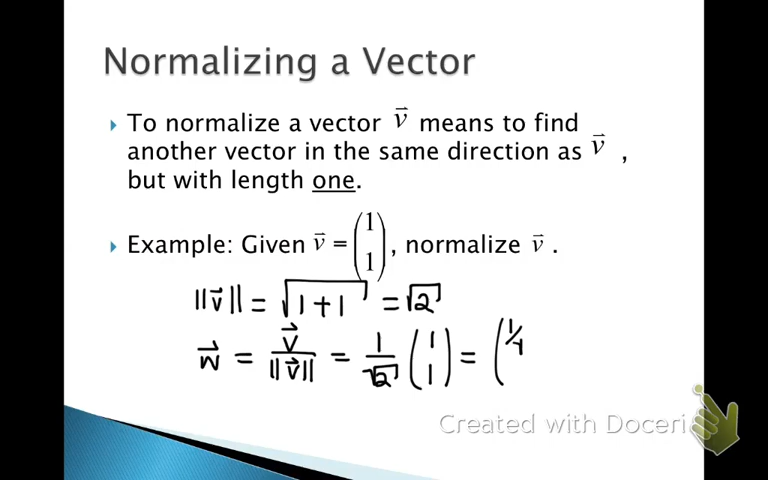 Normalizing a Vector
To normalize a vector v⃗ means to find
another vector in the same direction as v⃗ ,
but with length one.
Example: Given v⃗ = (1 1), normalize v⃗ .
||v⃗|| = √(1+1) = √2
w⃗ = v⃗/||v⃗|| = 1/√2 (1 1) = (1/
Created with Doceri